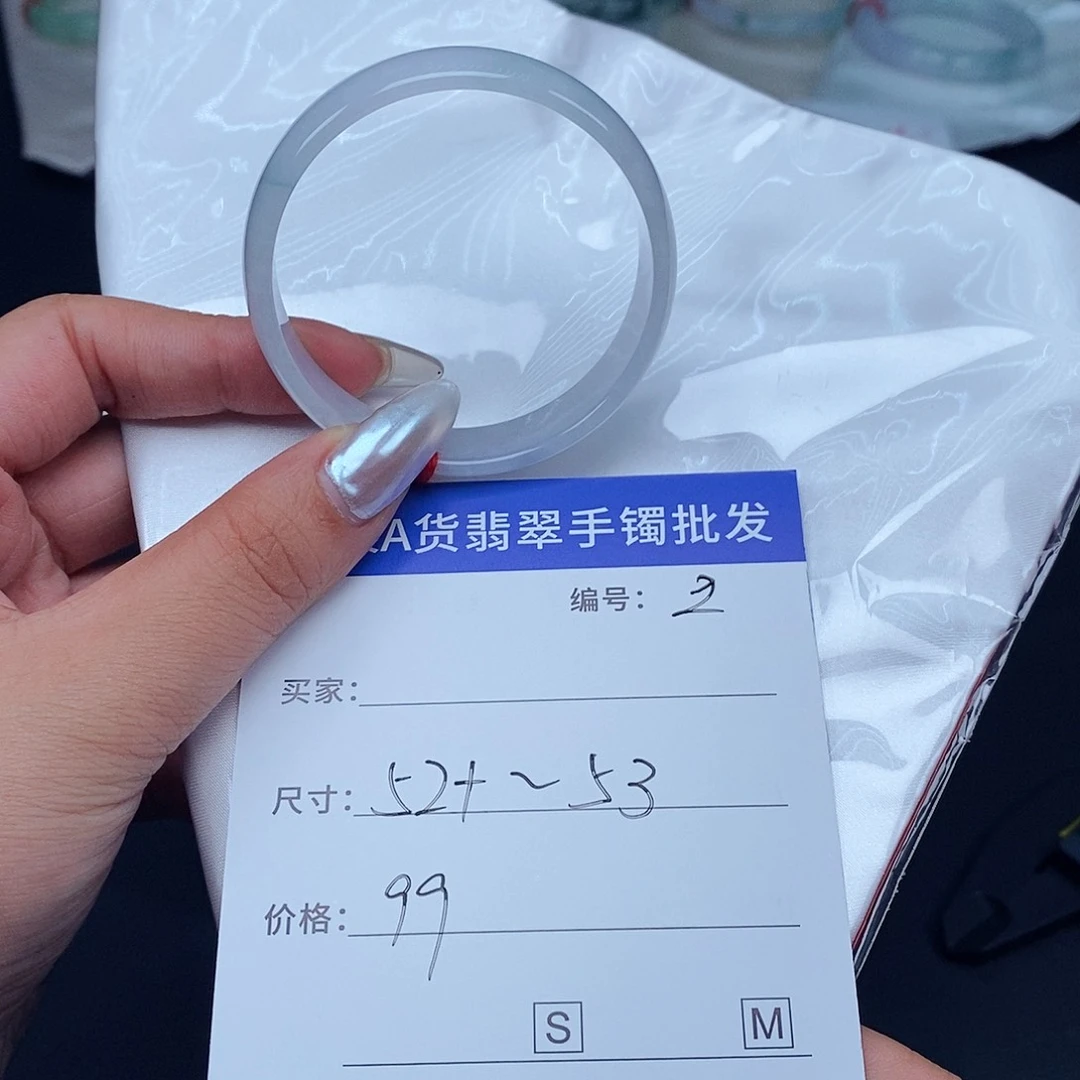 A货翡翠手镯批发
编号: 2
买家:
尺寸: 52+~53
价格: 99
S M